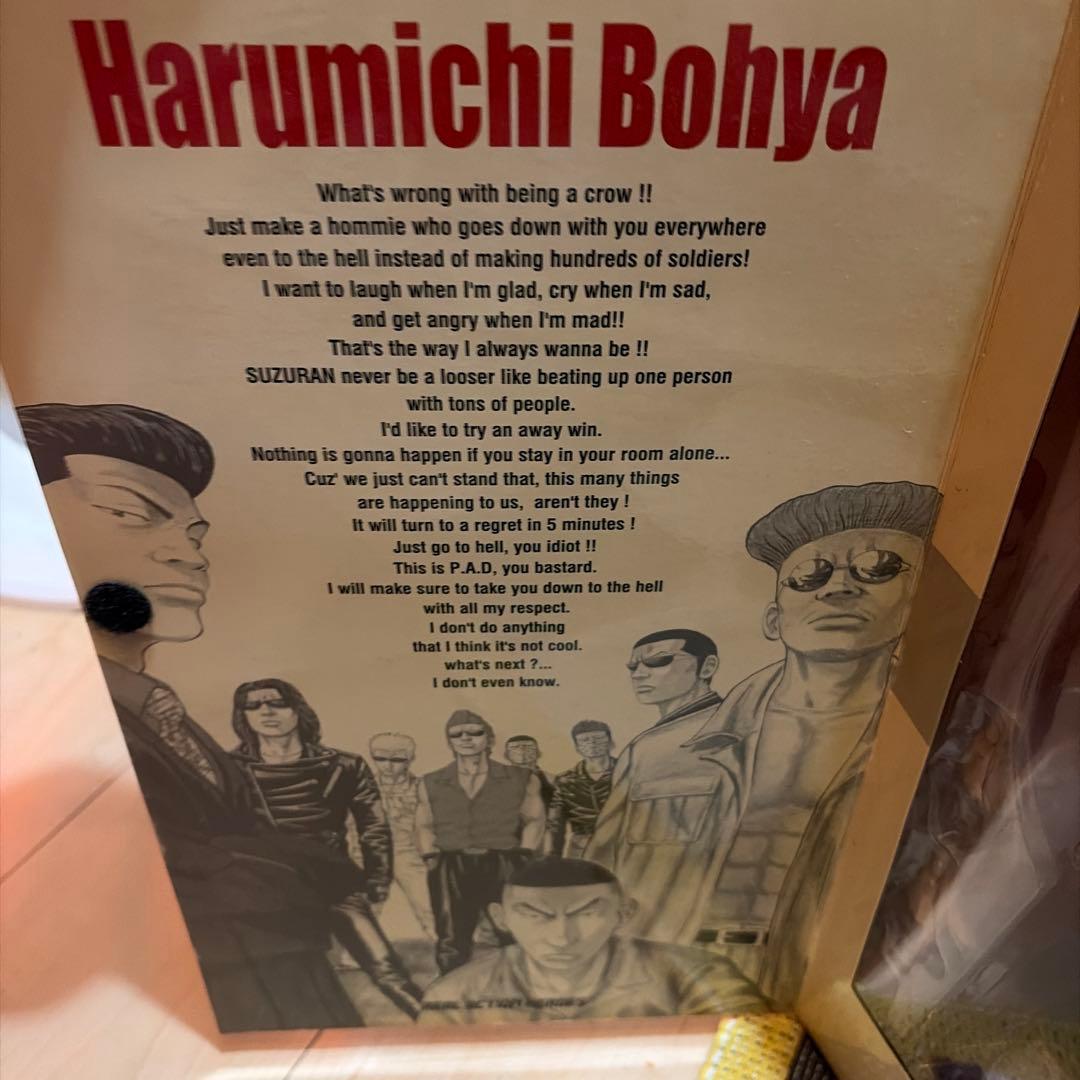 Harumichi Bohya
What's wrong with being a crow !!
Just make a hommie who goes down with you everywhere
even to the hell instead of making hundreds of soldiers!
I want to laugh when I'm glad, cry when I'm sad,
and get angry when I'm mad!!
That's the way I always wanna be !!
SUZURAN never be a looser like beating up one person
with tons of people.
I'd like to try an away win.
Nothing is gonna happen if you stay in your room alone...
Cuz' we just can't stand that, this many things
are happening to us, aren't they !
It will turn to a regret in 5 minutes !
Just go to hell, you idiot !!
This is P.A.D, you bastard.
I will make sure to take you down to the hell
with all my respect.
I don't do anything
that I think it's not cool.
what's next ?...
I don't even know.
REAL ACTION HEROES